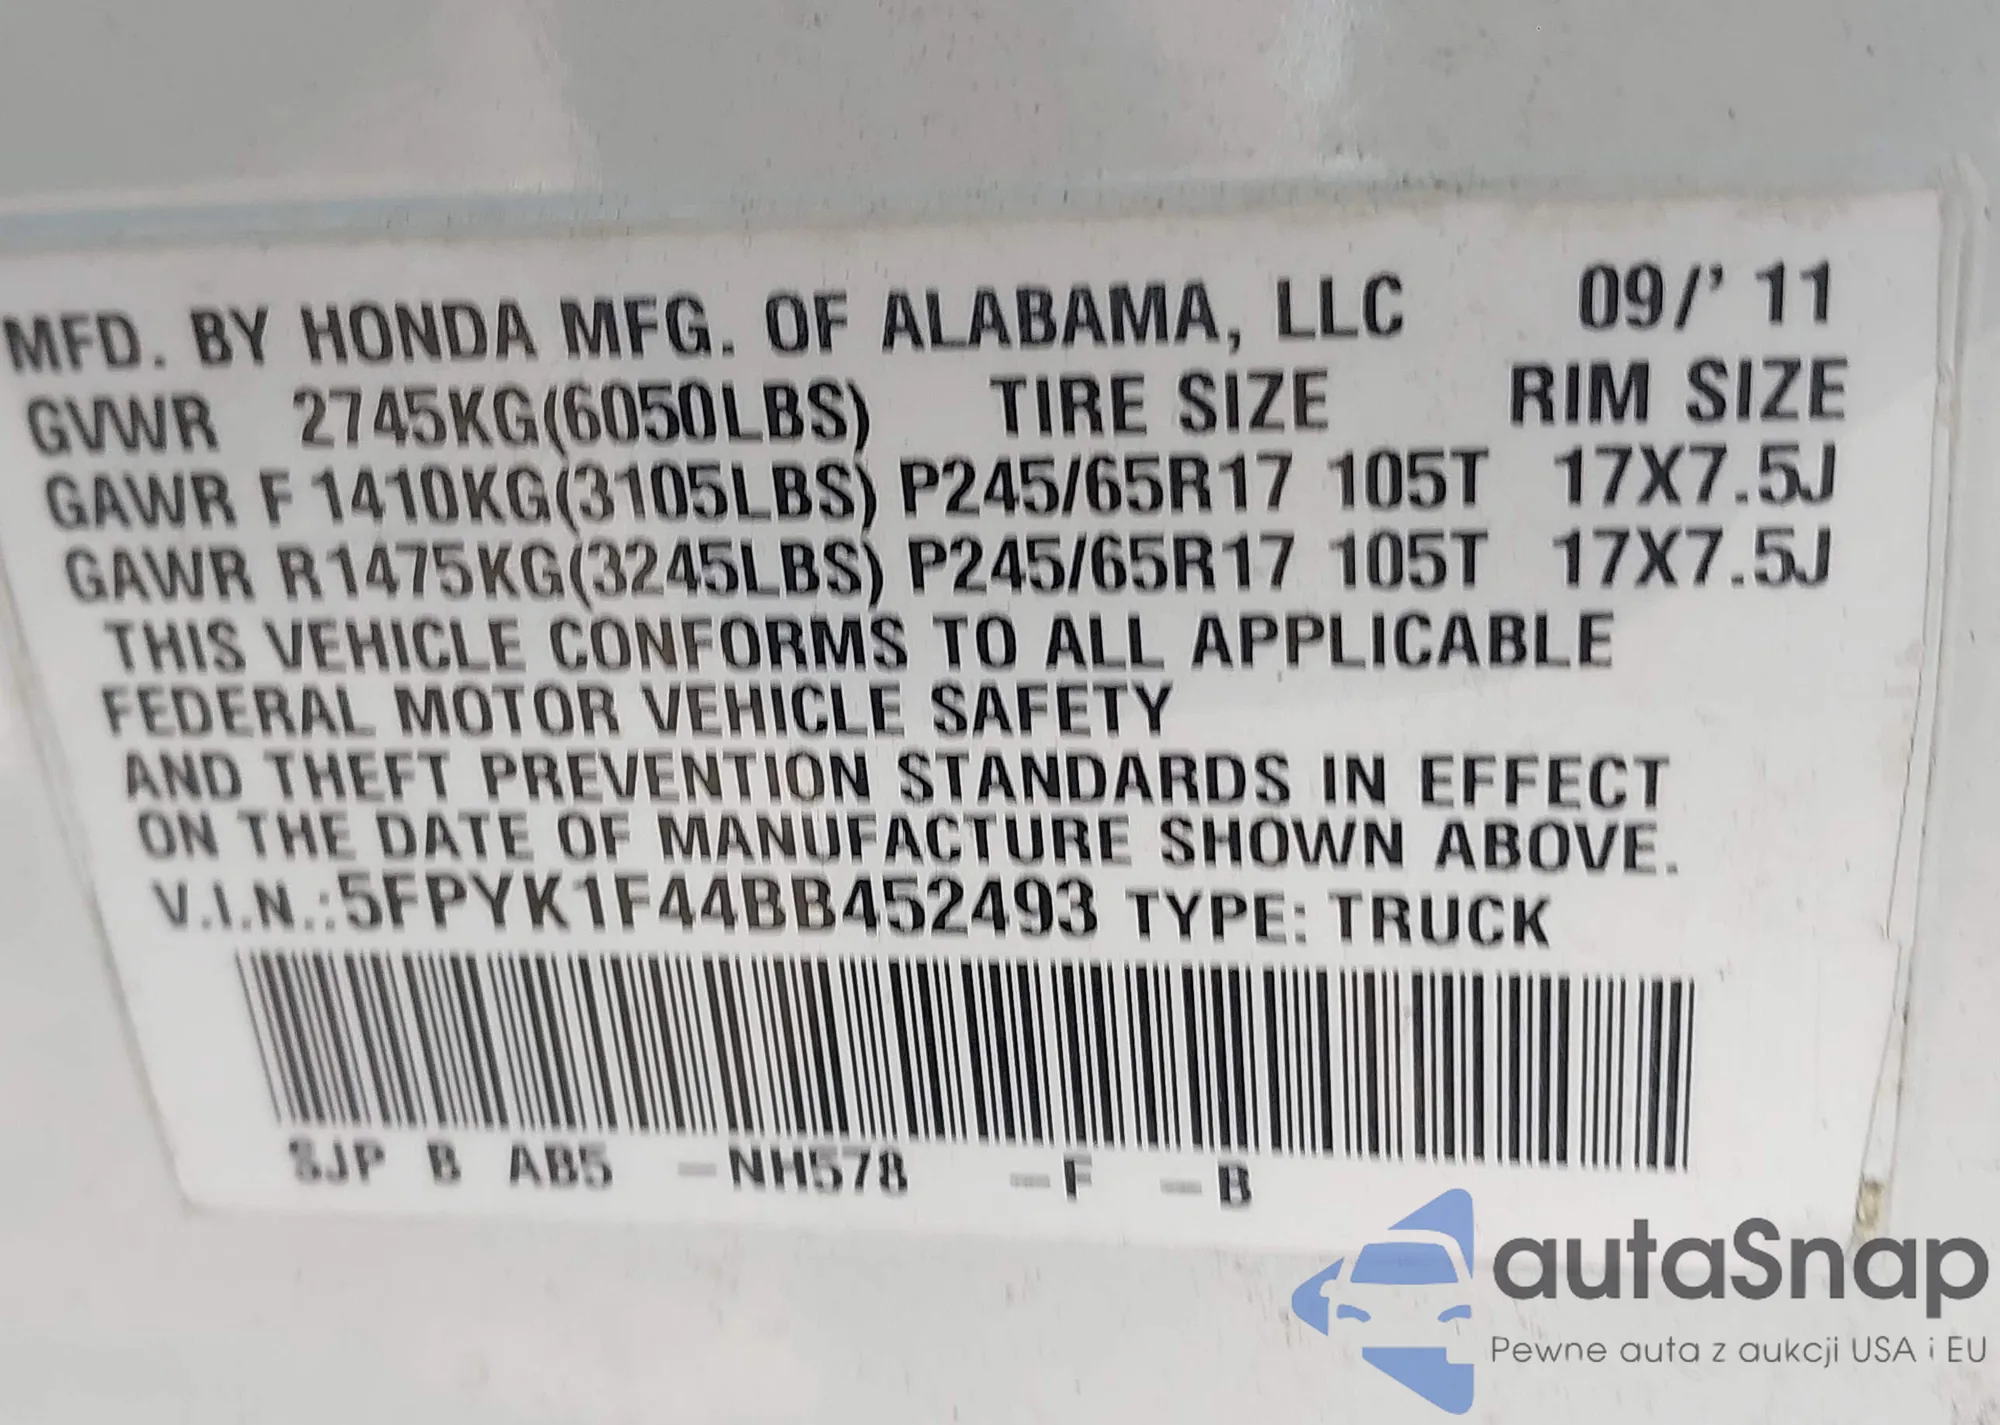 MFD. BY HONDA MFG. OF ALABAMA, LLC 09/'11
GVWR 2745KG(6050LBS) TIRE SIZE RIM SIZE
GAWR F 1410KG(3105LBS) P245/65R17 105T 17X7.5J
GAWR R1475KG(3245LBS) P245/65R17 105T 17X7.5J
THIS VEHICLE CONFORMS TO ALL APPLICABLE
FEDERAL MOTOR VEHICLE SAFETY
AND THEFT PREVENTION STANDARDS IN EFFECT
ON THE DATE OF MANUFACTURE SHOWN ABOVE.
V.I.N.:5FPYK1F44BB452493 TYPE: TRUCK
SJP B AB5 -NH578 -F -B
autaSnap
Pewne auta z aukcji USA i EU